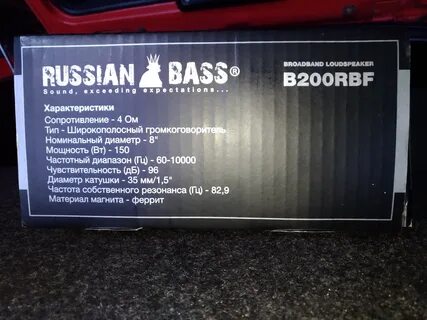 RUSSIAN BASS®
Sound, exceeding expectations...
BROADBAND LOUDSPEAKER
B200RBF
Характеристики
Сопротивление - 4 Ом
Тип - Широкополосный громкоговоритель
Номинальный диаметр - 8"
Мощность (Вт) - 150
Частотный диапазон (Гц) - 60-10000
Чувствительность (дБ) - 96
Диаметр катушки - 35 мм/1,5"
Частота собственного резонанса (Гц) - 82,9
Материал магнита - феррит